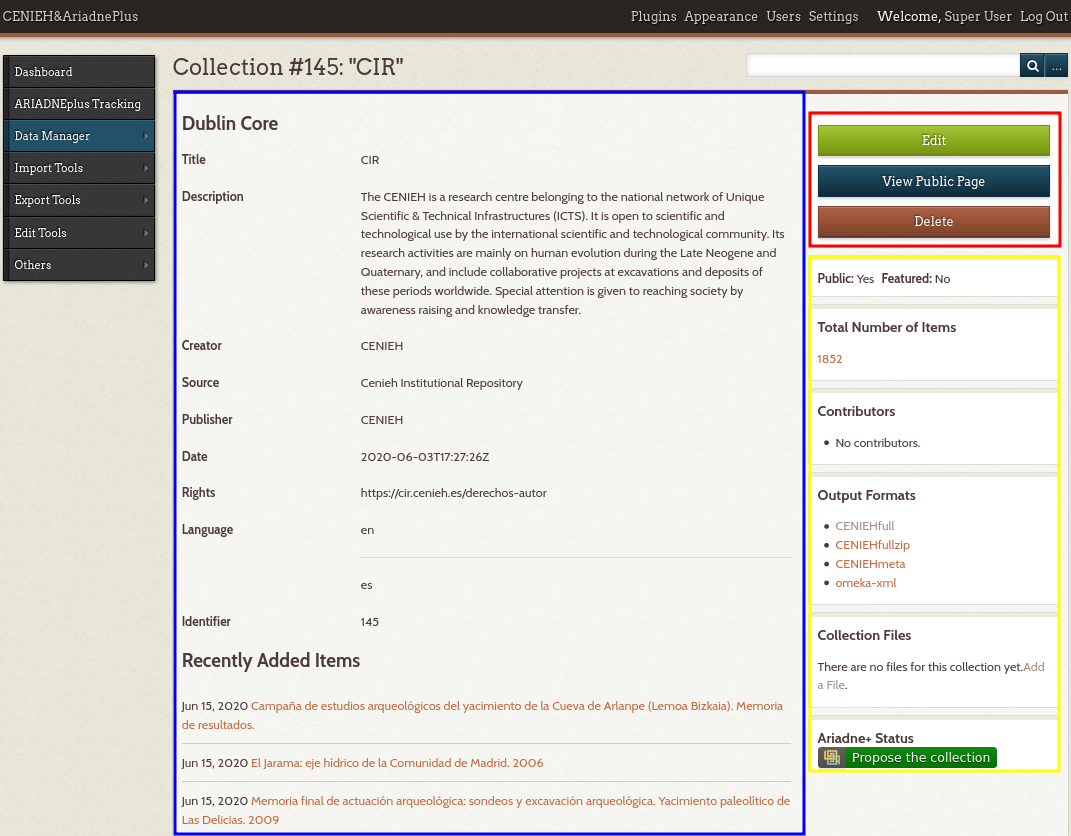 CENIEH&AriadnePlus
Plugins Appearance Users Settings Welcome, Super User Log Out
Dashboard
ARIADNEplus Tracking
Data Manager
Import Tools
Export Tools
Edit Tools
Others
Collection #145: "CIR"
...
Dublin Core
Title CIR
Description The CENIEH is a research centre belonging to the national network of Unique
Scientific & Technical Infrastructures (ICTS). It is open to scientific and
technological use by the international scientific and technological community. Its
research activities are mainly on human evolution during the Late Neogene and
Quaternary, and include collaborative projects at excavations and deposits of
these periods worldwide. Special attention is given to reaching society by
awareness raising and knowledge transfer.
Creator CENIEH
Source Cenieh Institutional Repository
Publisher CENIEH
Date 2020-06-03T17:27:26Z
Rights https://cir.cenieh.es/derechos-autor
Language en
es
Identifier 145
Recently Added Items
Jun 15, 2020 Campaña de estudios arqueológicos del yacimiento de la Cueva de Arlanpe (Lemoa Bizkaia). Memoria
de resultados.
Jun 15, 2020 El Jarama: eje hídrico de la Comunidad de Madrid. 2006
Jun 15, 2020 Memoria final de actuación arqueológica: sondeos y excavación arqueológica. Yacimiento paleolítico de
Las Delicias. 2009
Edit
View Public Page
Delete
Public: Yes Featured: No
Total Number of Items
1852
Contributors
No contributors.
Output Formats
CENIEHfull
CENIEHfullzip
CENIEHmeta
omeka-xml
Collection Files
There are no files for this collection yet.Add
a File.
Ariadne+ Status
Propose the collection